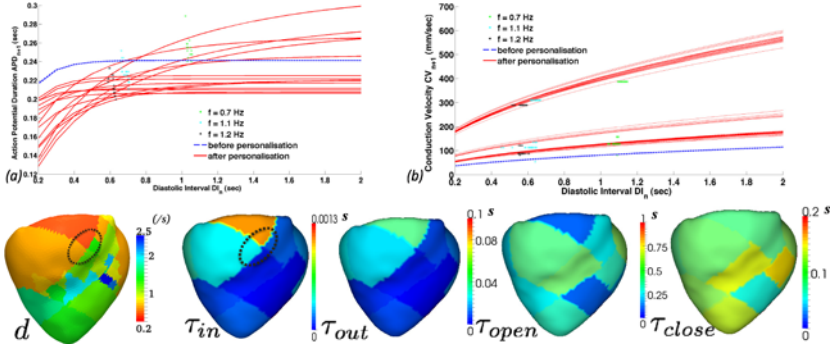 Action Potential Duration APD n+1 (sec)
0.3
0.28
0.26
0.24
0.22
0.2
0.18
0.16
0.14
0.12
f = 0.7 Hz
f = 1.1 Hz
f = 1.2 Hz
before personalisation
after personalisation
0.2 0.4 0.6 0.8 1 1.2 1.4 1.6 1.8 2
(a) Diastolic Interval DI n (sec)
Conduction Velocity CV n+1 (mm/sec)
700
600
500
400
300
200
100
0
f = 0.7 Hz
f = 1.1 Hz
f = 1.2 Hz
before personalisation
after personalisation
0.2 0.4 0.6 0.8 1 1.2 1.4 1.6 1.8 2
(b) Diastolic Interval DI n (sec)
d
(/s)
2.5
2
1
0.2
τin
0.0013 s
0
τout
0.1 s
0.08
0.04
0
τopen
1 s
0.75
0.5
0.25
0
τclose
0.2 s
0.1
0